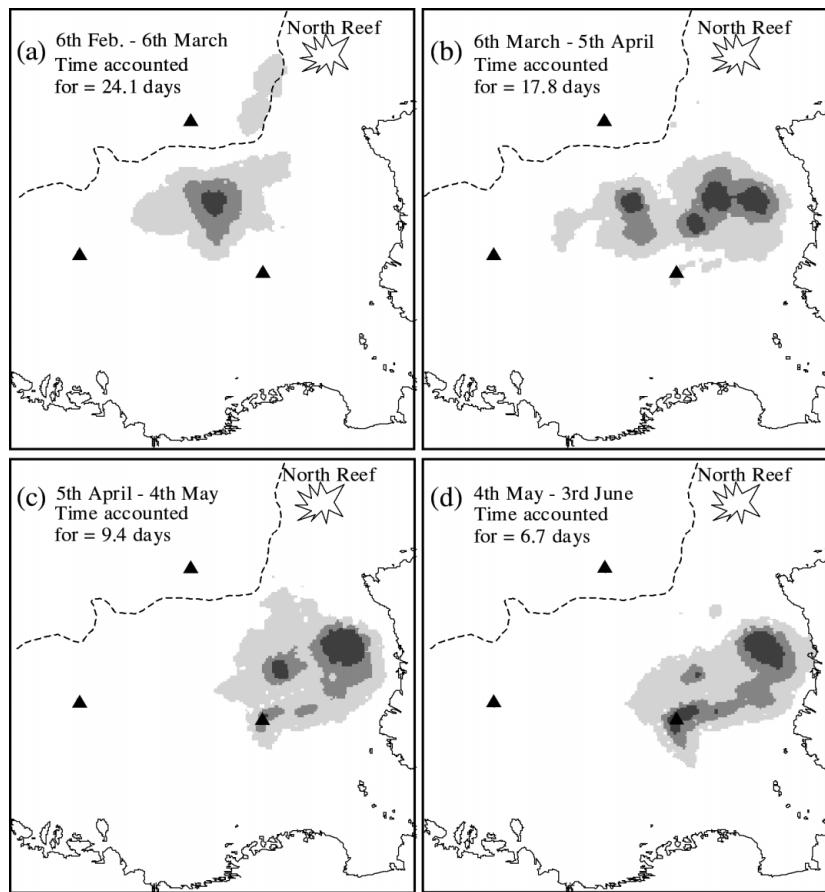 North Reef
(a) 6th Feb. - 6th March
Time accounted
for = 24.1 days
North Reef
(b) 6th March - 5th April
Time accounted
for = 17.8 days
North Reef
(c) 5th April - 4th May
Time accounted
for = 9.4 days
North Reef
(d) 4th May - 3rd June
Time accounted
for = 6.7 days